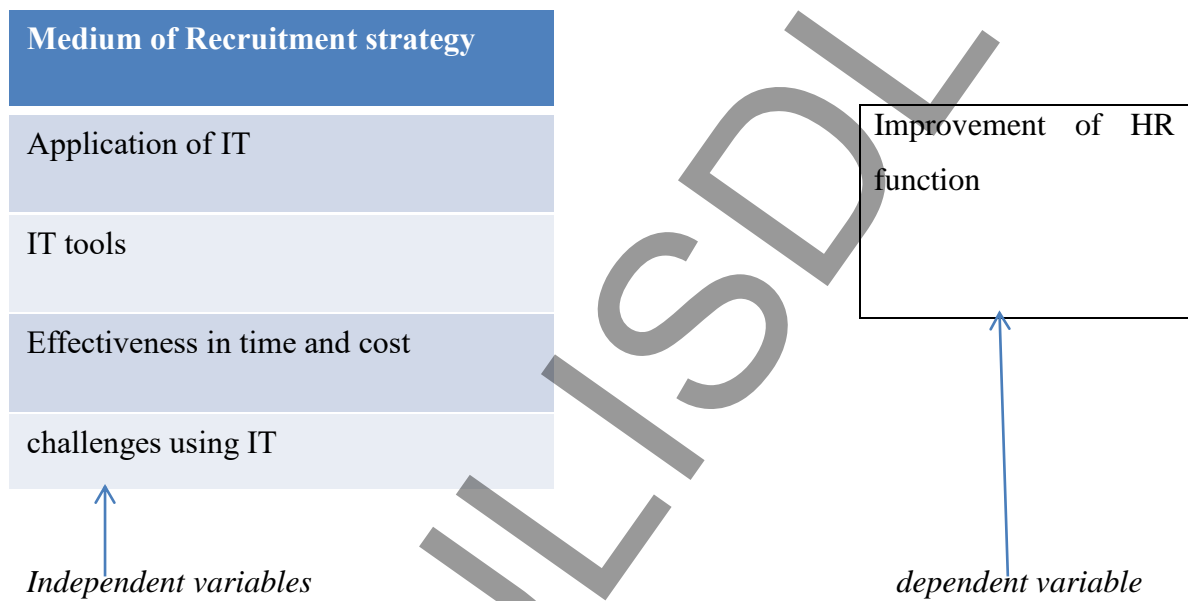 Medium of Recruitment strategy
Application of IT
IT tools
Effectiveness in time and cost
challenges using IT
Improvement of HR
function
Independent variables
dependent variable
ILISDL